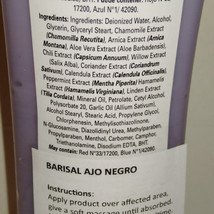 17200, Azul N°1/ 42090.
Ingredients: Deionized Water, Alcohol,
Glycerin, Glyceryl Steart, Chamomile Extract
(Chamomilla Recutita), Arnica Extract (Arnica
Montana), Aloe Vera Extract (Aloe Barbadensis),
Chili Extract (Capsicum Annuum), Willow Extract
(Salix Alba), Coriander Extract (Coriandrum
Sativum), Calendula Extract (Calendula Officinalis),
Peppermint Extract (Mentha Piperita) Hamamelis
Extract (Hamamelis Virginiana), Linden Extract
(Tilia Cordata), Mineral Oil, Petrolate, Cetyl Alcohol,
Polysorbate 20, Garlic Oil (Allium Sativum)
Alcohol Stearyl, Stearic Acid, Propylene Glycol,
Chlorphenesin, Methylisothiazolinone,
N-Glucosamine, Diazolidinyl Urea, Methylparaben,
Propylparaben, Menthol, Carbomer, Camphor,
Triethanolamine, Disodium EDTA, BHT.
May contain: Red N°33/17200, Blue N°1/42090.
BARISAL AJO NEGRO
Instructions:
Apply product over affected area,
give a soft massage until absorbed.